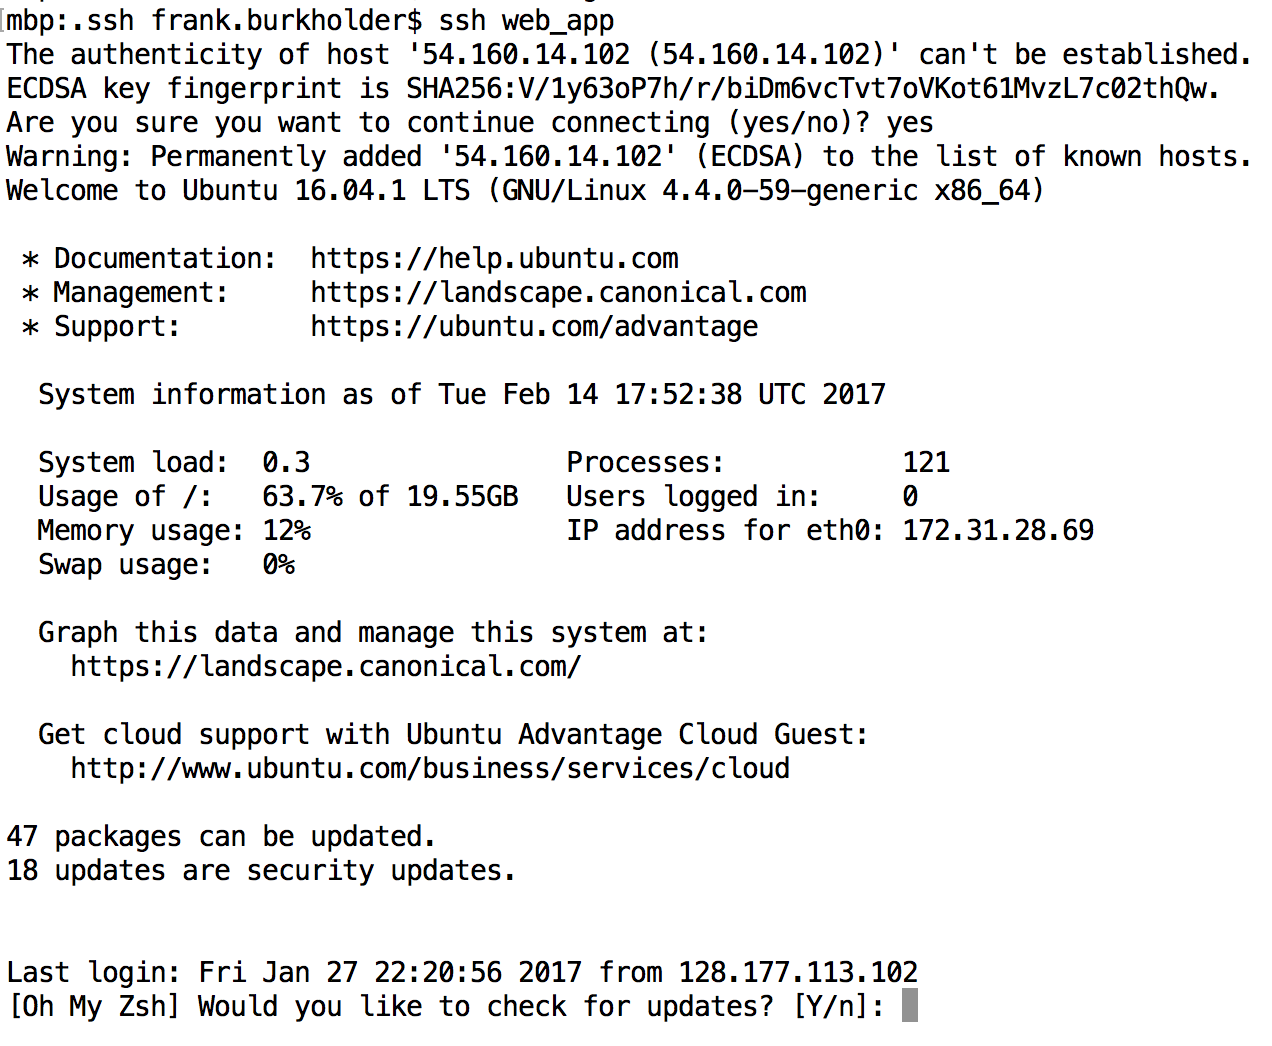 mbp:.ssh frank.burkholder$ ssh web_app
The authenticity of host '54.160.14.102 (54.160.14.102)' can't be established.
ECDSA key fingerprint is SHA256:V/1y63oP7h/r/biDm6vcTvt7oVKot61MvzL7c02thQw.
Are you sure you want to continue connecting (yes/no)? yes
Warning: Permanently added '54.160.14.102' (ECDSA) to the list of known hosts.
Welcome to Ubuntu 16.04.1 LTS (GNU/Linux 4.4.0-59-generic x86_64)

 * Documentation:  https://help.ubuntu.com
 * Management:     https://landscape.canonical.com
 * Support:        https://ubuntu.com/advantage

  System information as of Tue Feb 14 17:52:38 UTC 2017

  System load:  0.3                Processes:           121
  Usage of /:   63.7% of 19.55GB   Users logged in:     0
  Memory usage: 12%                IP address for eth0: 172.31.28.69
  Swap usage:   0%

  Graph this data and manage this system at:
    https://landscape.canonical.com/

  Get cloud support with Ubuntu Advantage Cloud Guest:
    http://www.ubuntu.com/business/services/cloud

47 packages can be updated.
18 updates are security updates.


Last login: Fri Jan 27 22:20:56 2017 from 128.177.113.102
[Oh My Zsh] Would you like to check for updates? [Y/n]: